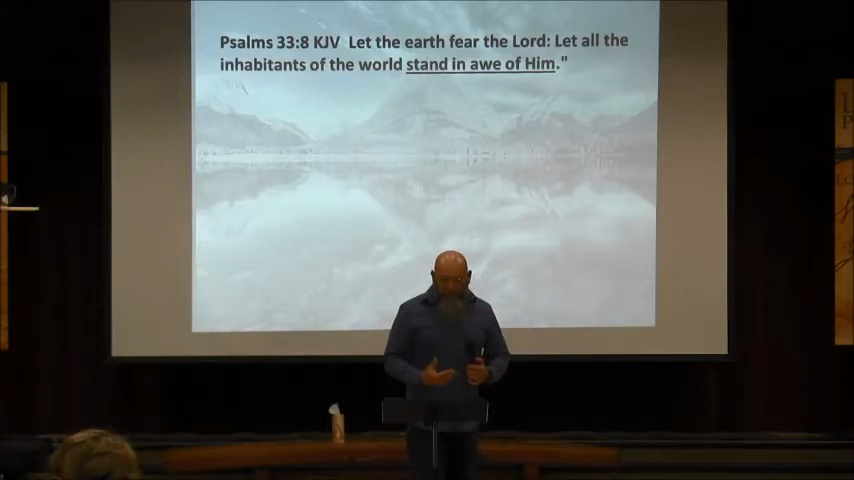 Psalms 33:8 KJV  Let the earth fear the Lord: Let all the
inhabitants of the world stand in awe of Him."